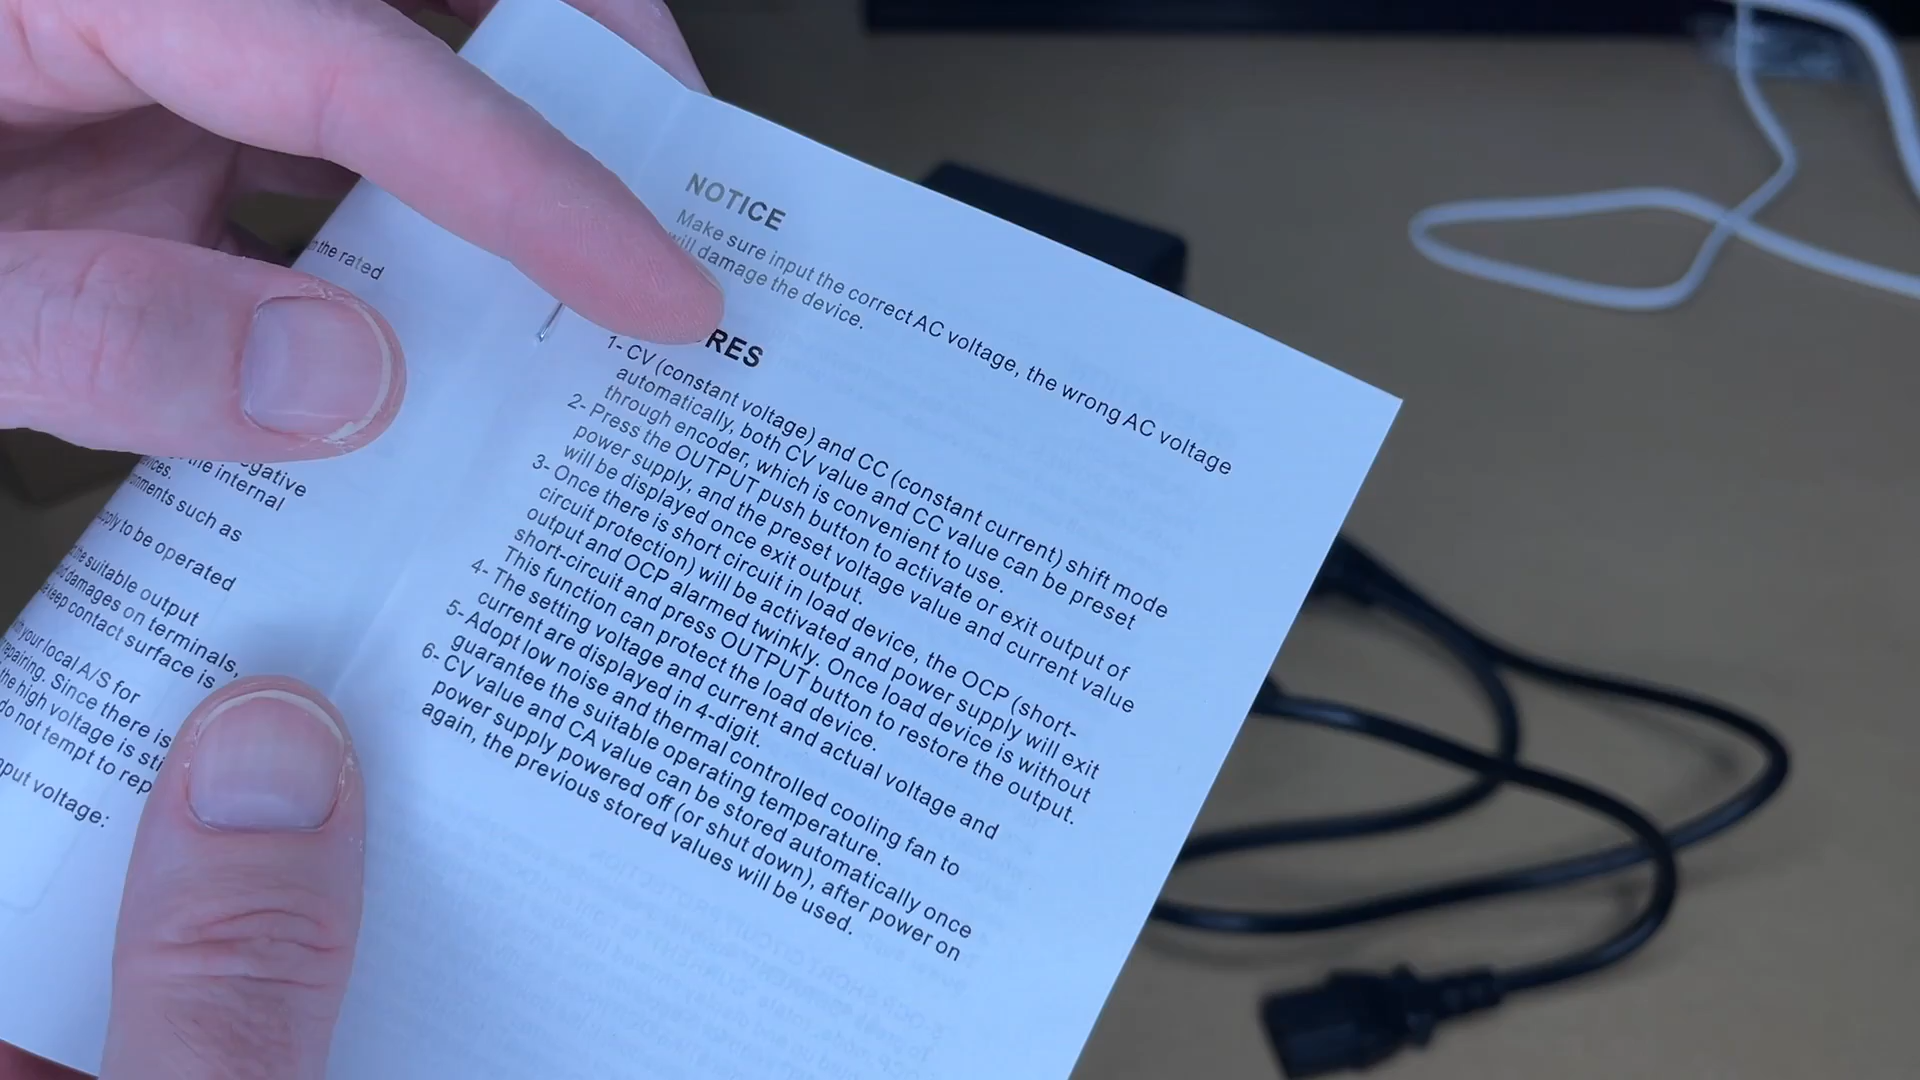 n the rated
egative
the internal
vices.
onments such as
pply to be operated
the suitable output
damages on terminals,
keep contact surface is
your local A/S for
repairing. Since there is
the high voltage is sti
do not tempt to rep
nput voltage:
NOTICE
Make sure input the correct AC voltage, the wrong AC voltage
will damage the device.
RES
1- CV (constant voltage) and CC (constant current) shift mode
automatically, both CV value and CC value can be preset
through encoder, which is convenient to use.
2- Press the OUTPUT push button to activate or exit output of
power supply, and the preset voltage value and current value
will be displayed once exit output.
3- Once there is short circuit in load device, the OCP (short-
circuit protection) will be activated and power supply will exit
output and OCP alarmed twinkly. Once load device is without
short-circuit and press OUTPUT button to restore the output.
This function can protect the load device.
4- The setting voltage and current and actual voltage and
current are displayed in 4-digit.
5- Adopt low noise and thermal controlled cooling fan to
guarantee the suitable operating temperature.
6- CV value and CA value can be stored automatically once
power supply powered off (or shut down), after power on
again, the previous stored values will be used.